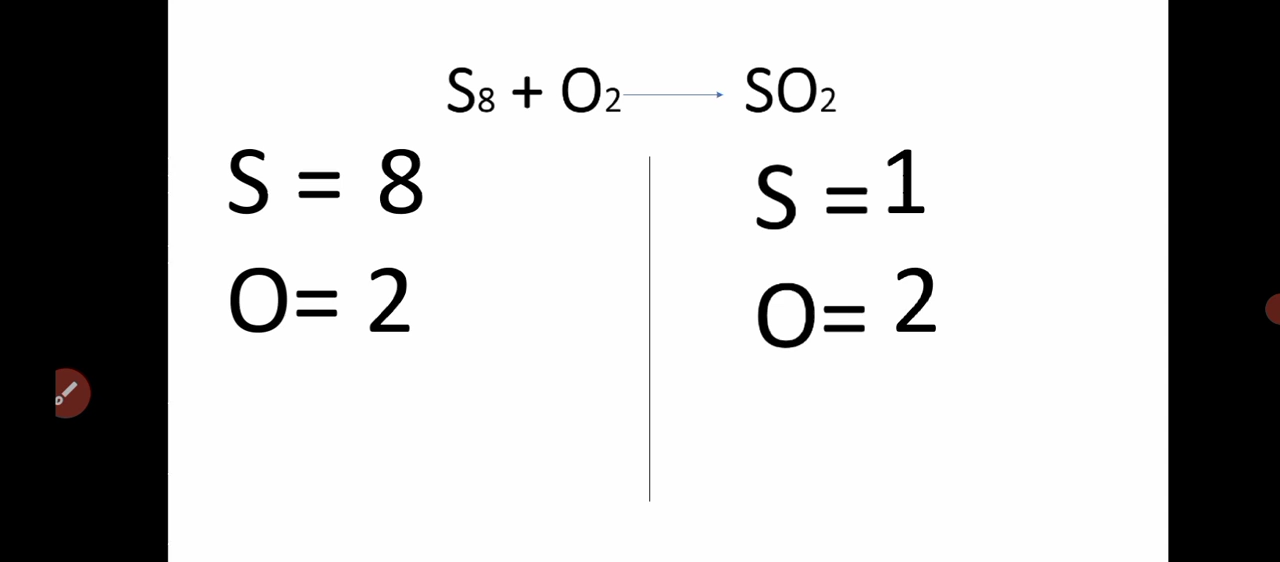 S8 + O2 → SO2
S = 8
O= 2
S =1
O= 2